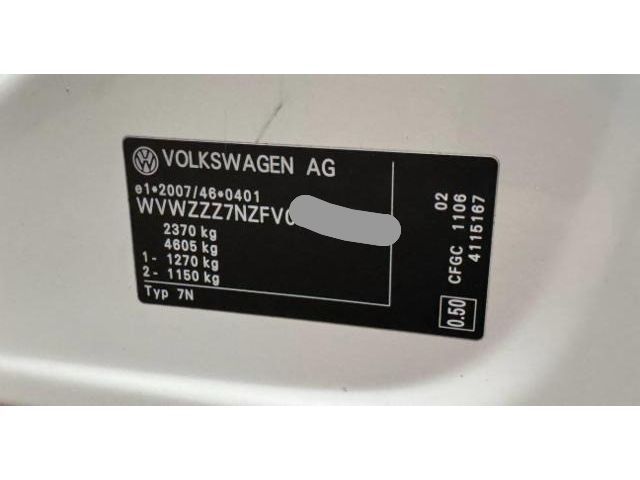 VOLKSWAGEN AG
e1*2007/46*0401
WVWZZZ7NZFV0
2370 kg
4605 kg
1- 1270 kg
2- 1150 kg
Typ 7N
02
CFGC 1106
4115167
0.50